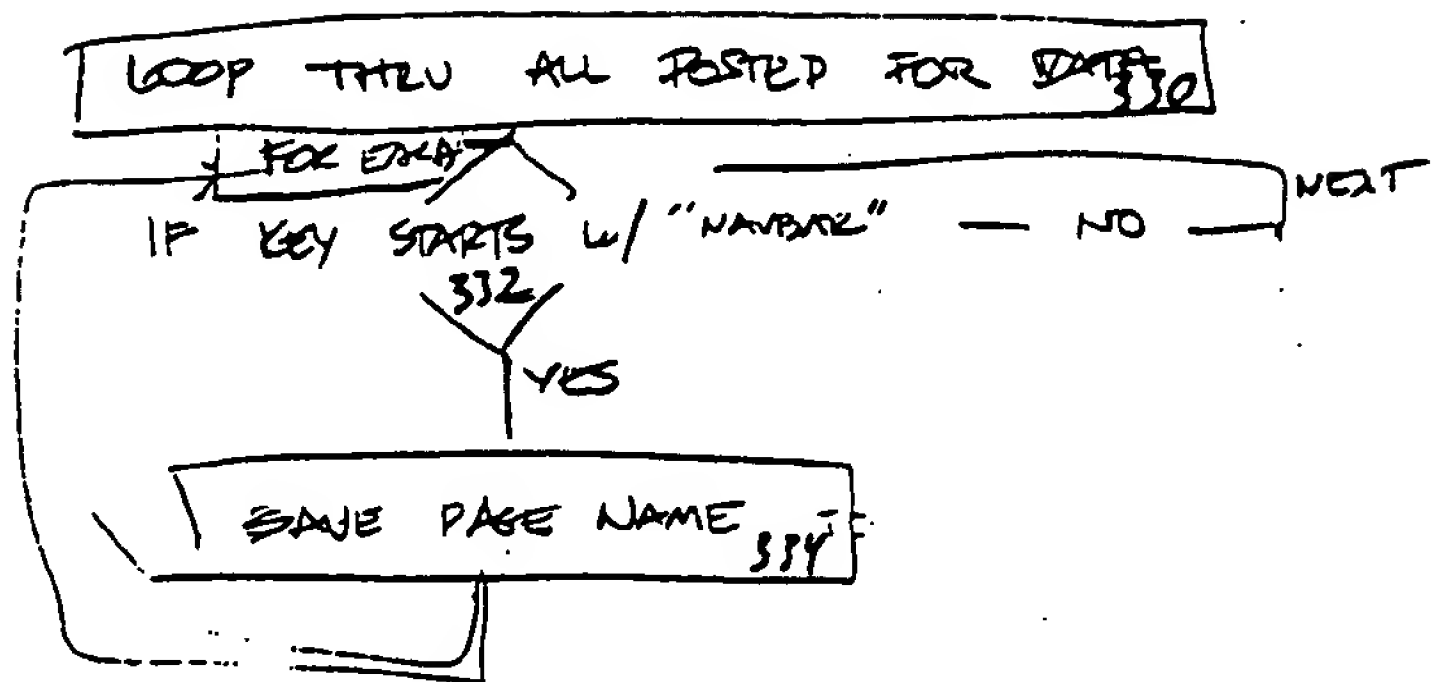 LOOP THRU ALL POSTED FOR DATA
330
FOR EACH
NEXT
IF KEY STARTS W/ "NAVBAR" — NO
332
YES
SAVE PAGE NAME
334